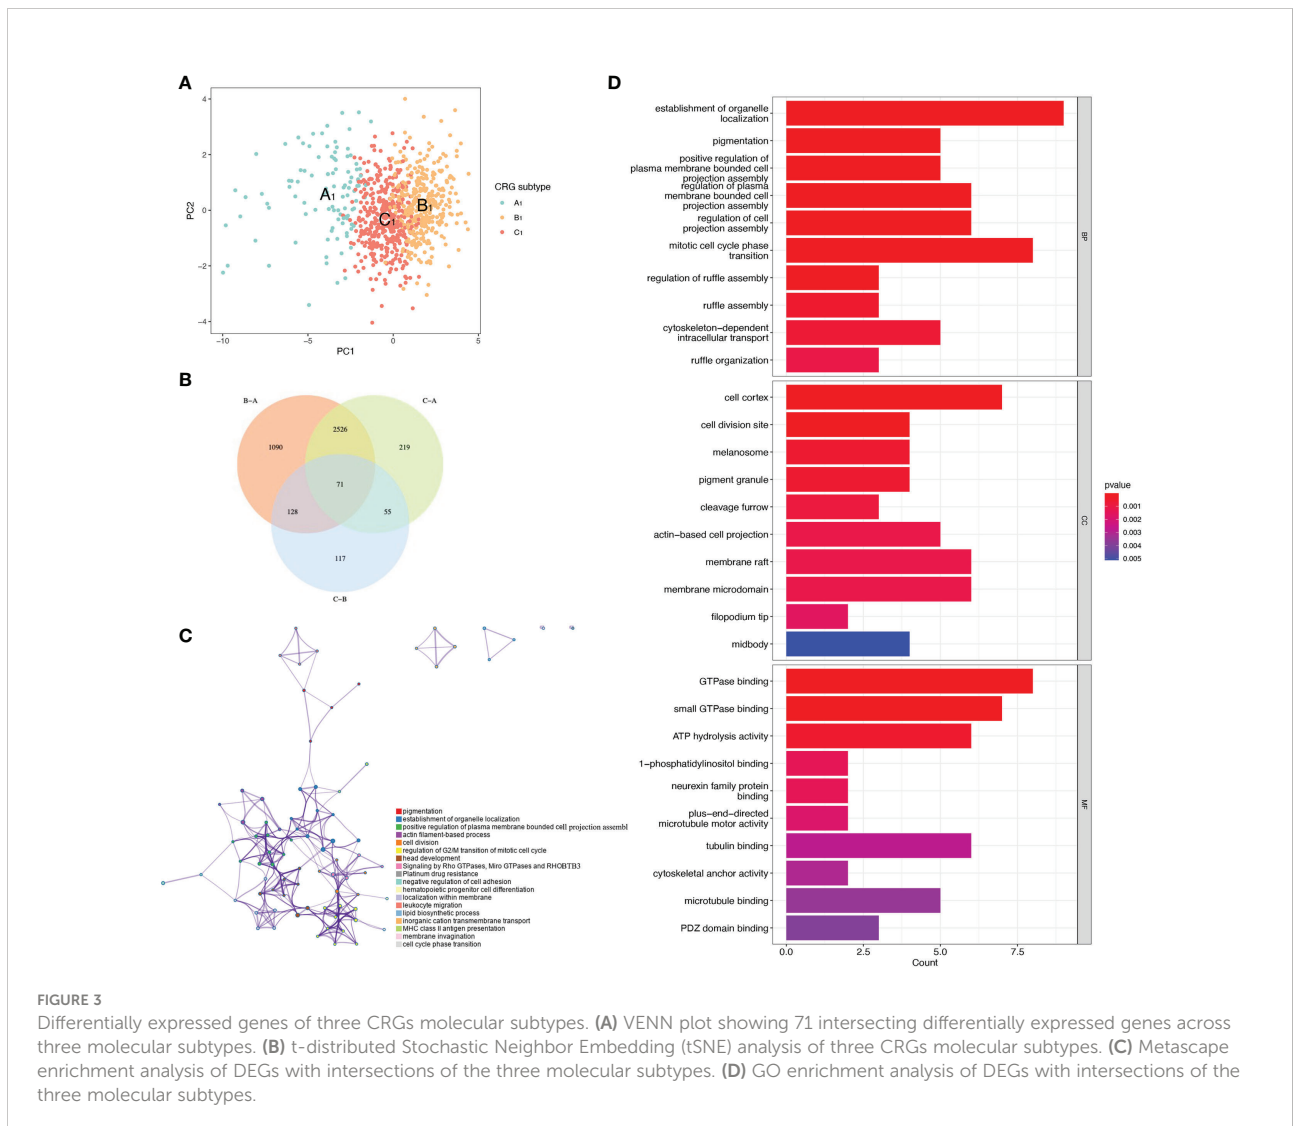 A
4
2
0
−2
−4
PC2
−10
−5
0
5
PC1
A1
B1
C1
CRG subtype
A1
B1
C1
B
B−A
C−A
2526
1090
219
71
128
55
117
C−B
C
pigmentation
establishment of organelle localization
positive regulation of plasma membrane bounded cell projection assembl
actin filament-based process
cell division
regulation of G2/M transition of mitotic cell cycle
head development
Signaling by Rho GTPases, Miro GTPases and RHOBTB3
Platinum drug resistance
negative regulation of cell adhesion
hematopoietic progenitor cell differentiation
localization within membrane
leukocyte migration
lipid biosynthetic process
inorganic cation transmembrane transport
MHC class II antigen presentation
membrane invagination
cell cycle phase transition
D
establishment of organelle
localization
pigmentation
positive regulation of
plasma membrane bounded cell
projection assembly
regulation of plasma
membrane bounded cell
projection assembly
regulation of cell
projection assembly
mitotic cell cycle phase
transition
regulation of ruffle assembly
ruffle assembly
cytoskeleton−dependent
intracellular transport
ruffle organization
BP
cell cortex
cell division site
melanosome
pigment granule
cleavage furrow
actin−based cell projection
membrane raft
membrane microdomain
filopodium tip
midbody
CC
GTPase binding
small GTPase binding
ATP hydrolysis activity
1−phosphatidylinositol binding
neurexin family protein
binding
plus−end−directed
microtubule motor activity
tubulin binding
cytoskeletal anchor activity
microtubule binding
PDZ domain binding
MF
0.0
2.5
5.0
7.5
Count
pvalue
0.001
0.002
0.003
0.004
0.005
FIGURE 3
Differentially expressed genes of three CRGs molecular subtypes. (A) VENN plot showing 71 intersecting differentially expressed genes across
three molecular subtypes. (B) t-distributed Stochastic Neighbor Embedding (tSNE) analysis of three CRGs molecular subtypes. (C) Metascape
enrichment analysis of DEGs with intersections of the three molecular subtypes. (D) GO enrichment analysis of DEGs with intersections of the
three molecular subtypes.